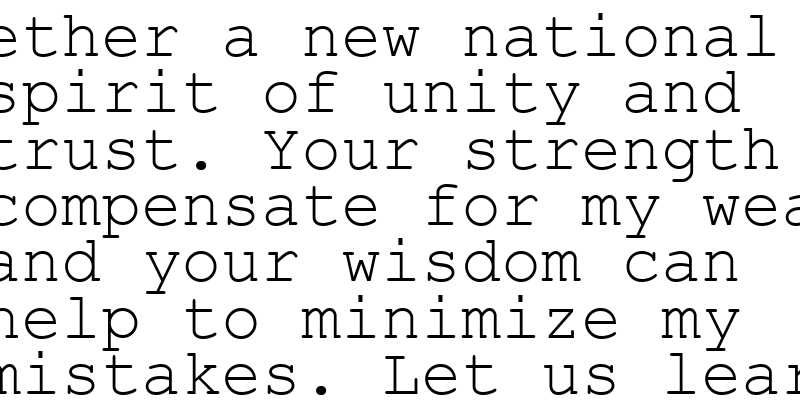 ether a new national
spirit of unity and
trust. Your strength
compensate for my wea
and your wisdom can
help to minimize my
mistakes. Let us lear